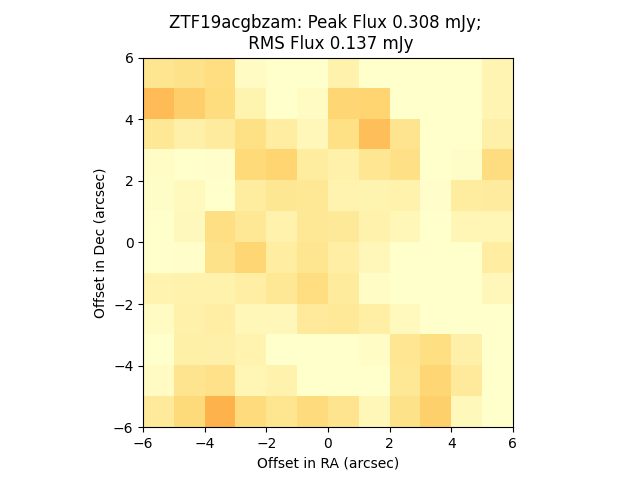 ZTF19acgbzam: Peak Flux 0.308 mJy;
RMS Flux 0.137 mJy
6
4
2
0
−2
−4
−6
Offset in Dec (arcsec)
−6 −4 −2 0 2 4 6
Offset in RA (arcsec)